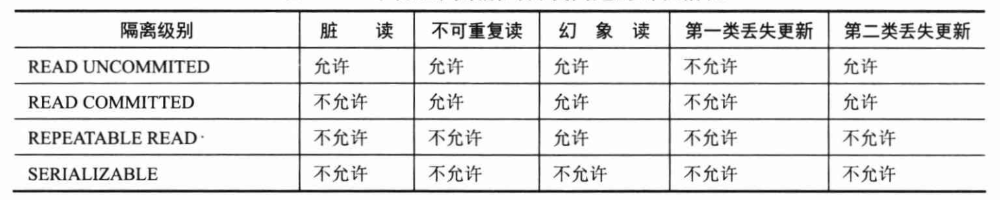 隔离级别 脏 读 不可重复读 幻 象 读 第一类丢失更新 第二类丢失更新
READ UNCOMMITED 允许 允许 允许 不允许 允许
READ COMMITTED 不允许 允许 允许 不允许 允许
REPEATABLE READ 不允许 不允许 允许 不允许 不允许
SERIALIZABLE 不允许 不允许 不允许 不允许 不允许